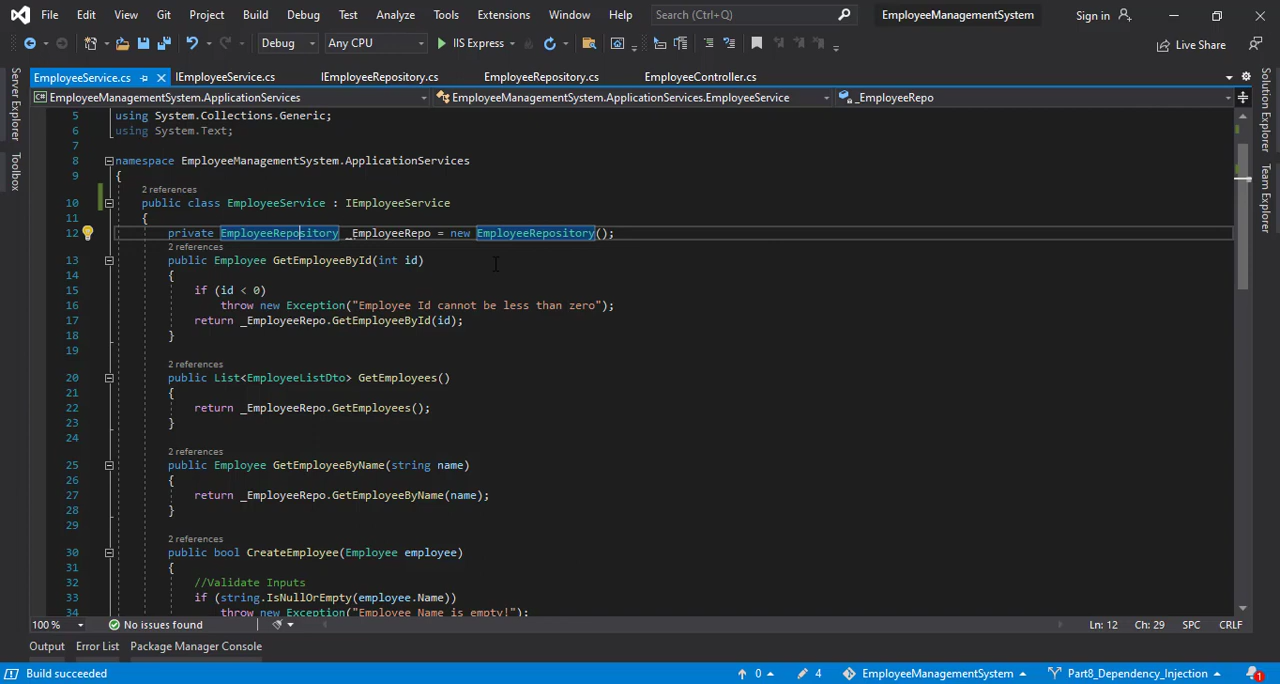 File Edit View Git Project Build Debug Test Analyze Tools Extensions Window Help Search (Ctrl+Q) EmployeeManagementSystem Sign in
Debug Any CPU IIS Express Live Share
EmployeeService.cs IEmployeeService.cs IEmployeeRepository.cs EmployeeRepository.cs EmployeeController.cs
EmployeeManagementSystem.ApplicationServices EmployeeManagementSystem.ApplicationServices.EmployeeService _EmployeeRepo
Server Explorer
Toolbox
Solution Explorer
Team Explorer
5 using System.Collections.Generic;
6 using System.Text;
7
8 namespace EmployeeManagementSystem.ApplicationServices
9 {
2 references
10 public class EmployeeService : IEmployeeService
11 {
12 private EmployeeRepository _EmployeeRepo = new EmployeeRepository();
2 references
13 public Employee GetEmployeeById(int id)
14 {
15 if (id < 0)
16 throw new Exception("Employee Id cannot be less than zero");
17 return _EmployeeRepo.GetEmployeeById(id);
18 }
19
2 references
20 public List<EmployeeListDto> GetEmployees()
21 {
22 return _EmployeeRepo.GetEmployees();
23 }
24
2 references
25 public Employee GetEmployeeByName(string name)
26 {
27 return _EmployeeRepo.GetEmployeeByName(name);
28 }
29
2 references
30 public bool CreateEmployee(Employee employee)
31 {
32 //Validate Inputs
33 if (string.IsNullOrEmpty(employee.Name))
34 throw new Exception("Employee Name is empty!");
100 % No issues found Ln: 12 Ch: 29 SPC CRLF
Output Error List Package Manager Console
Build succeeded 0 4 EmployeeManagementSystem Part8_Dependency_Injection 1